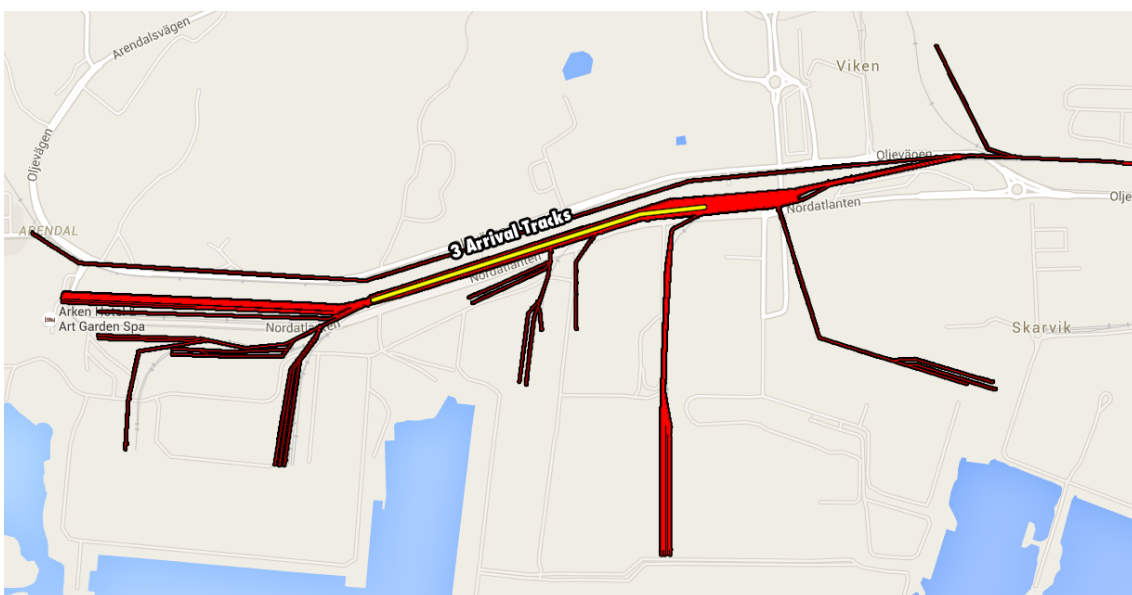 Arendalsvägen
Viken
Oljevägen
Oljevägen
Olje
Nordatlanten
3 Arrival Tracks
ARENDAL
Nordatlanten
Arken Hotel &
Art Garden Spa
Nordatlanten
Skarvik